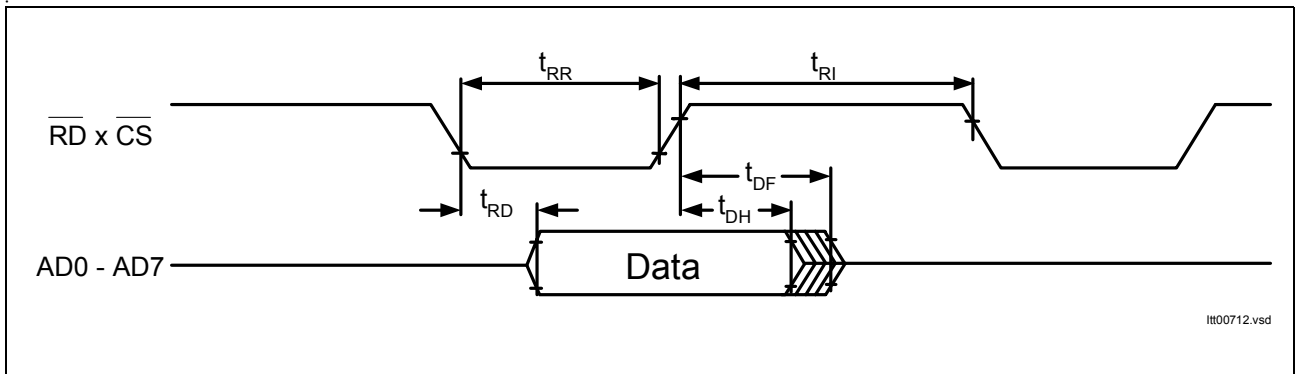 tRR
tRI
RD x CS
tDF
tRD
tDH
AD0 - AD7
Data
Itt00712.vsd